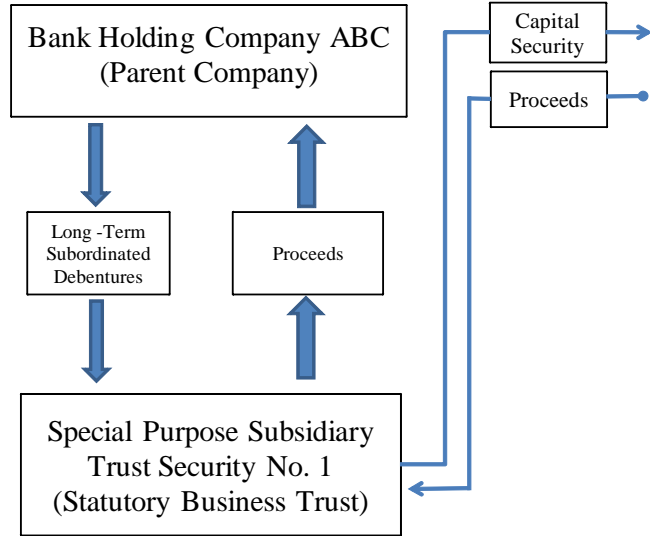 Bank Holding Company ABC
(Parent Company)
Capital
Security
Proceeds
Long -Term
Subordinated
Debentures
Proceeds
Special Purpose Subsidiary
Trust Security No. 1
(Statutory Business Trust)